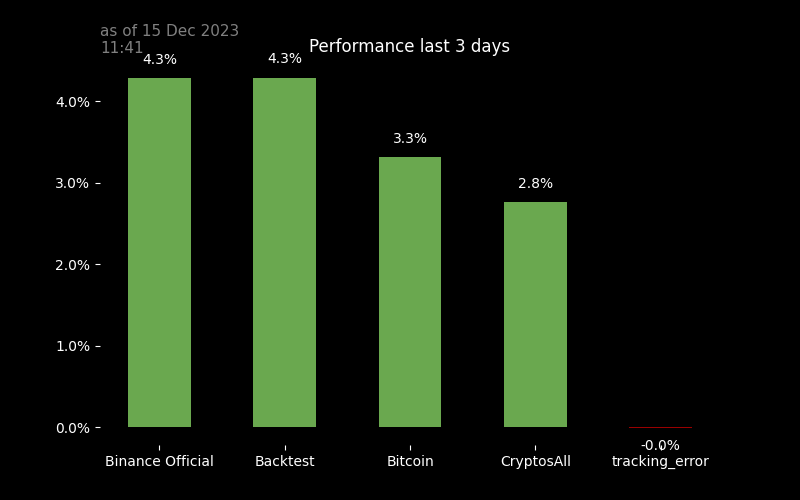 as of 15 Dec 2023
11:41
Performance last 3 days
4.3%
4.3%
3.3%
2.8%
-0.0%
4.0%
3.0%
2.0%
1.0%
0.0%
Binance Official
Backtest
Bitcoin
CryptosAll
tracking_error